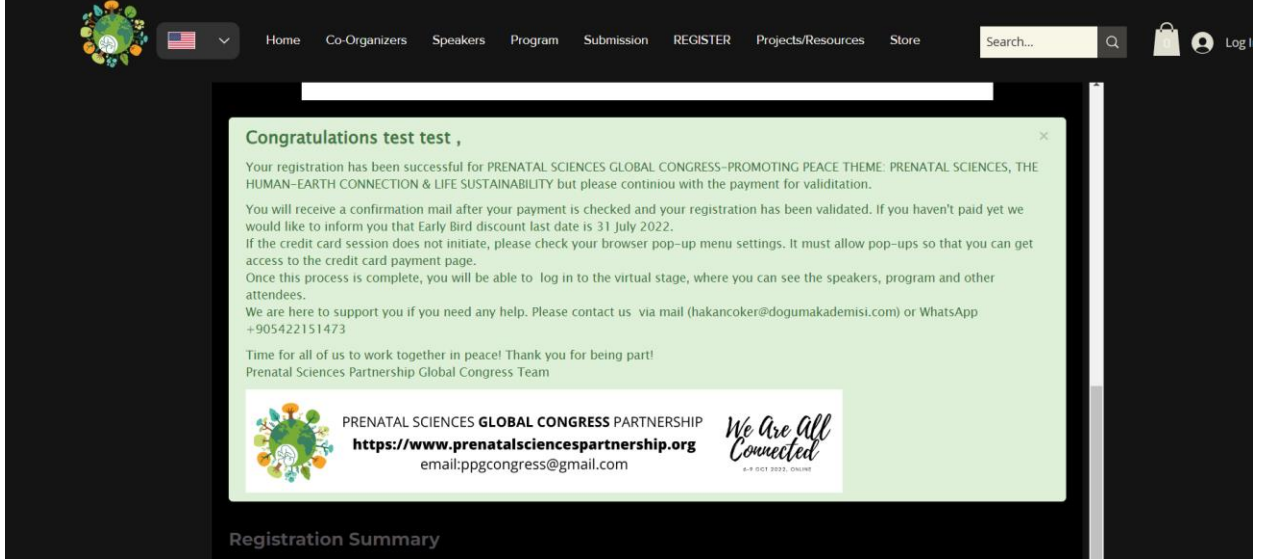 Home Co-Organizers Speakers Program Submission REGISTER Projects/Resources Store Search... 0 Log I
Congratulations test test ,
×
Your registration has been successful for PRENATAL SCIENCES GLOBAL CONGRESS-PROMOTING PEACE THEME: PRENATAL SCIENCES, THE
HUMAN-EARTH CONNECTION & LIFE SUSTAINABILITY but please continiou with the payment for validitation.
You will receive a confirmation mail after your payment is checked and your registration has been validated. If you haven't paid yet we
would like to inform you that Early Bird discount last date is 31 July 2022.
If the credit card session does not initiate, please check your browser pop-up menu settings. It must allow pop-ups so that you can get
access to the credit card payment page.
Once this process is complete, you will be able to log in to the virtual stage, where you can see the speakers, program and other
attendees.
We are here to support you if you need any help. Please contact us via mail (hakancoker@dogumakademisi.com) or WhatsApp
+905422151473
Time for all of us to work together in peace! Thank you for being part!
Prenatal Sciences Partnership Global Congress Team
PRENATAL SCIENCES GLOBAL CONGRESS PARTNERSHIP
https://www.prenatalsciencespartnership.org
email:ppgcongress@gmail.com
We Are All
Connected
6-9 OCT 2022, ONLINE
Registration Summary